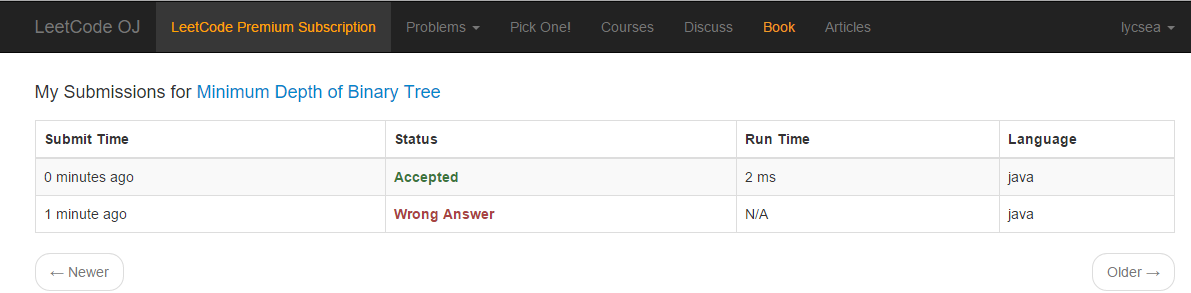 LeetCode OJ LeetCode Premium Subscription Problems Pick One! Courses Discuss Book Articles lycsea
My Submissions for Minimum Depth of Binary Tree
Submit Time Status Run Time Language
0 minutes ago Accepted 2 ms java
1 minute ago Wrong Answer N/A java
← Newer Older →